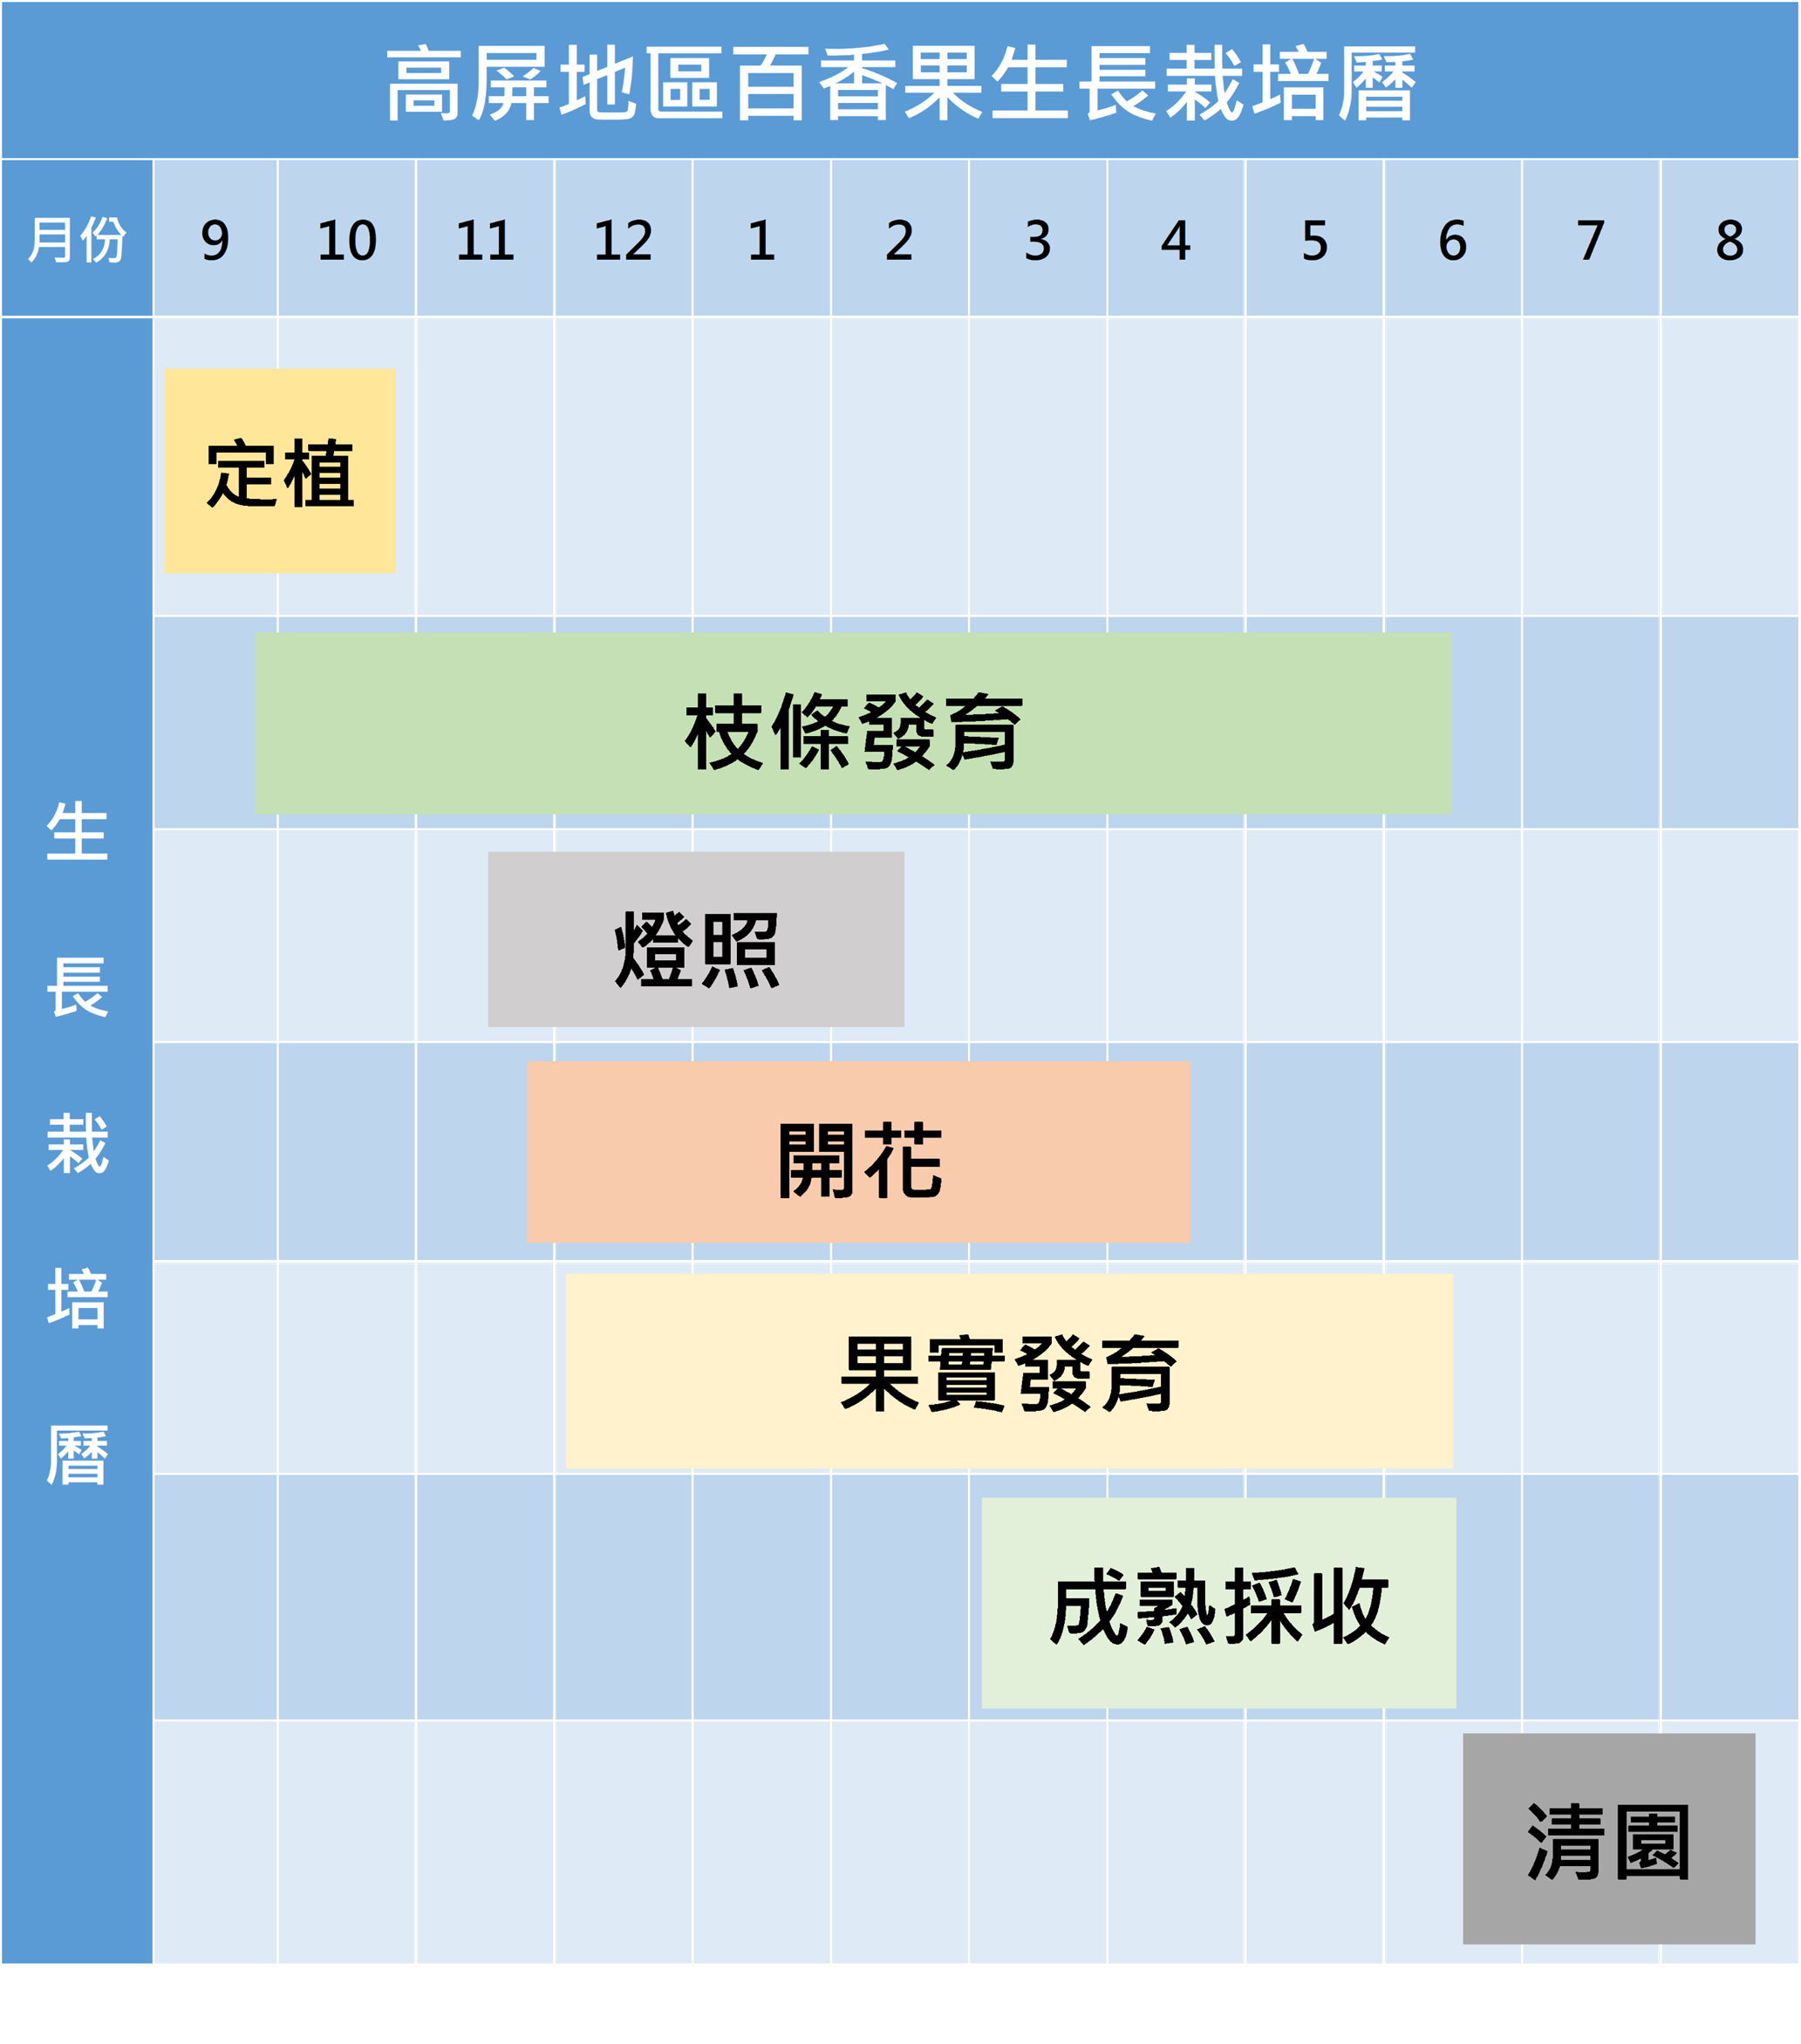 高屏地區百香果生長栽培曆
月份 9 10 11 12 1 2 3 4 5 6 7 8
生長栽培曆
定植
枝條發育
燈照
開花
果實發育
成熟採收
清園